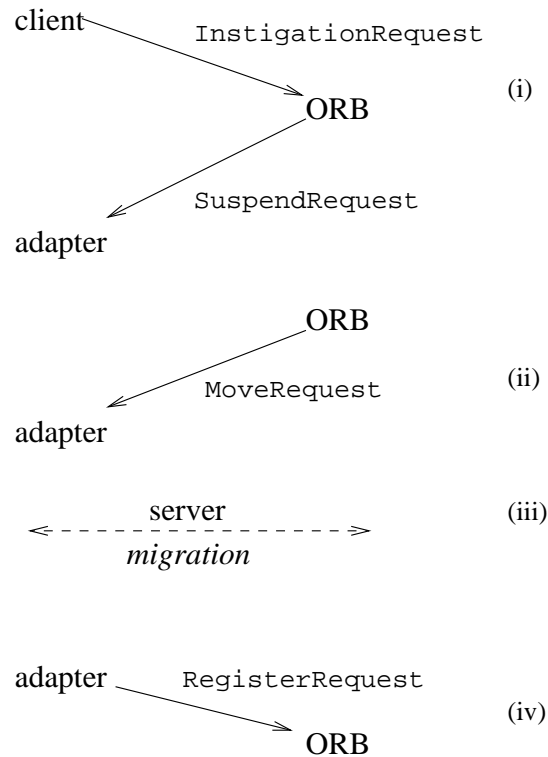 client
InstigationRequest
(i)
ORB
SuspendRequest
adapter
ORB
(ii)
MoveRequest
adapter
(iii)
server
migration
adapter
RegisterRequest
(iv)
ORB